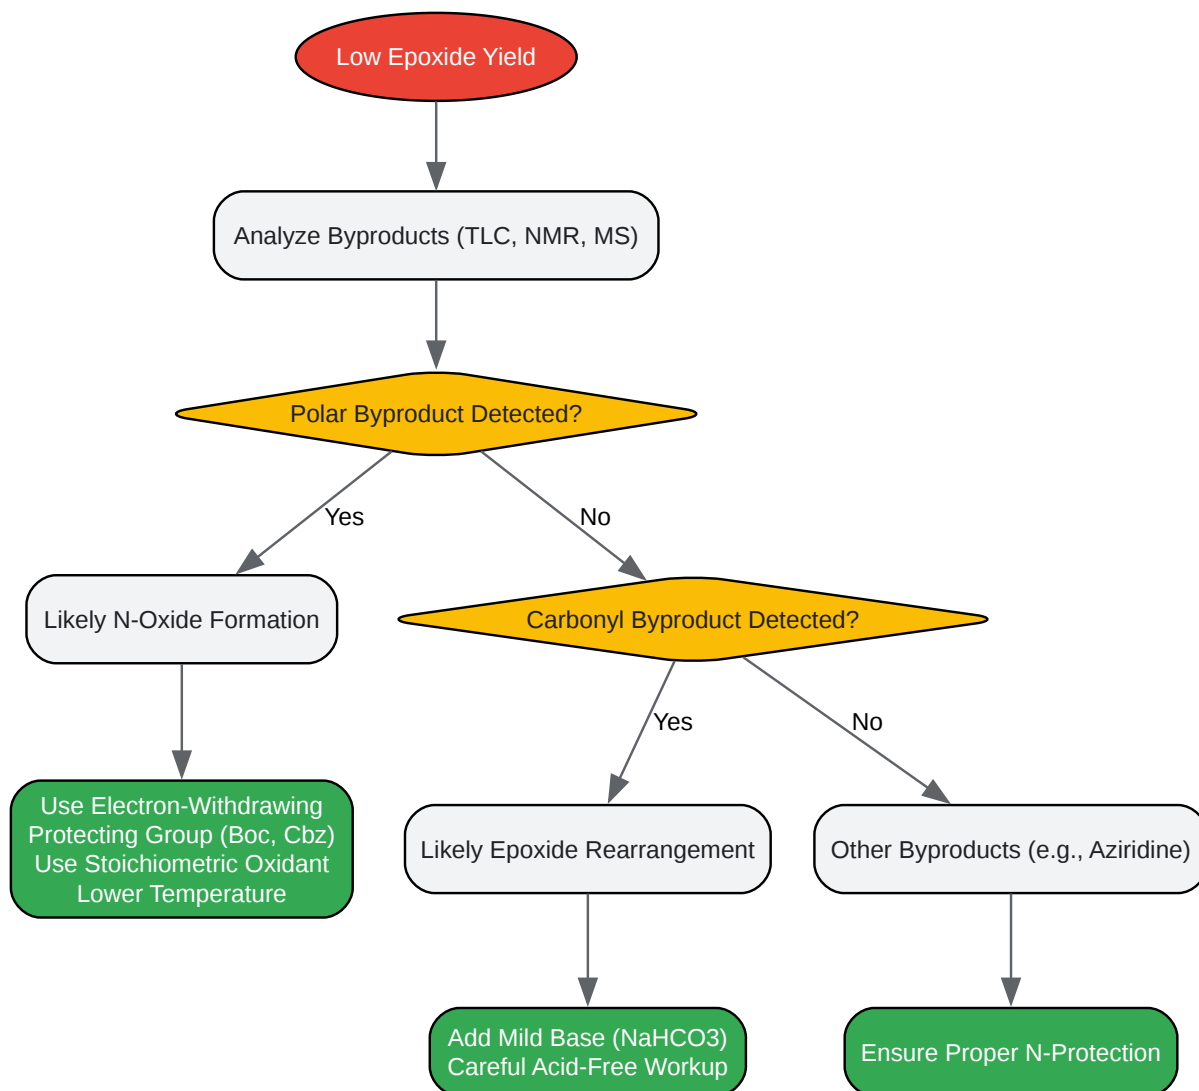 Low Epoxide Yield
Analyze Byproducts (TLC, NMR, MS)
Polar Byproduct Detected?
Yes
No
Likely N-Oxide Formation
Carbonyl Byproduct Detected?
Yes
No
Use Electron-Withdrawing
Protecting Group (Boc, Cbz)
Use Stoichiometric Oxidant
Lower Temperature
Likely Epoxide Rearrangement
Other Byproducts (e.g., Aziridine)
Add Mild Base (NaHCO3)
Careful Acid-Free Workup
Ensure Proper N-Protection